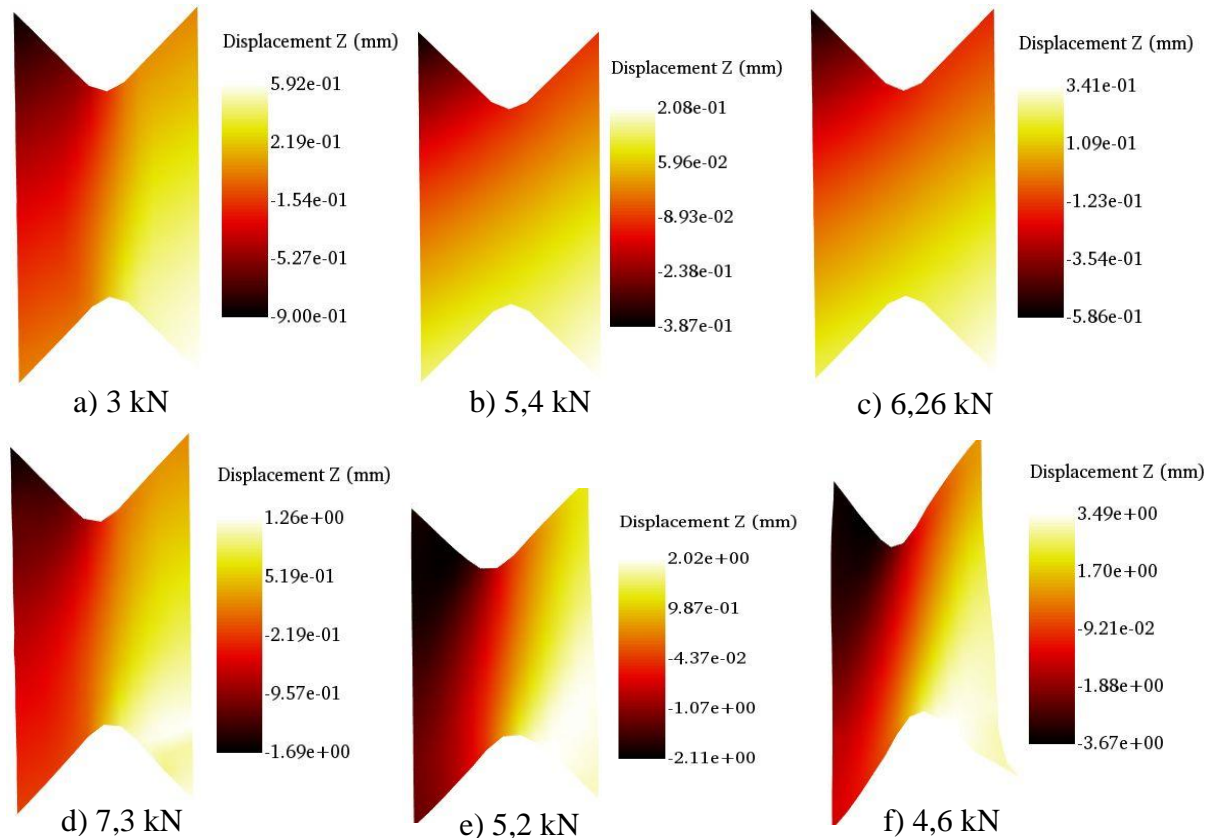 Displacement Z (mm)
5.92e-01
2.19e-01
-1.54e-01
-5.27e-01
-9.00e-01
a) 3 kN
Displacement Z (mm)
2.08e-01
5.96e-02
-8.93e-02
-2.38e-01
-3.87e-01
b) 5,4 kN
Displacement Z (mm)
3.41e-01
1.09e-01
-1.23e-01
-3.54e-01
-5.86e-01
c) 6,26 kN
Displacement Z (mm)
1.26e+00
5.19e-01
-2.19e-01
-9.57e-01
-1.69e+00
d) 7,3 kN
Displacement Z (mm)
2.02e+00
9.87e-01
-4.37e-02
-1.07e+00
-2.11e+00
e) 5,2 kN
Displacement Z (mm)
3.49e+00
1.70e+00
-9.21e-02
-1.88e+00
-3.67e+00
f) 4,6 kN